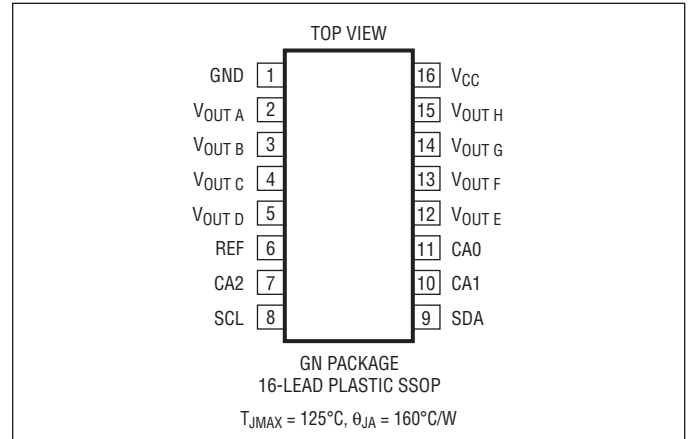 TOP VIEW
GND 1
VOUT A 2
VOUT B 3
VOUT C 4
VOUT D 5
REF 6
CA2 7
SCL 8
16 VCC
15 VOUT H
14 VOUT G
13 VOUT F
12 VOUT E
11 CA0
10 CA1
9 SDA
GN PACKAGE
16-LEAD PLASTIC SSOP
TJMAX = 125°C, θJA = 160°C/W